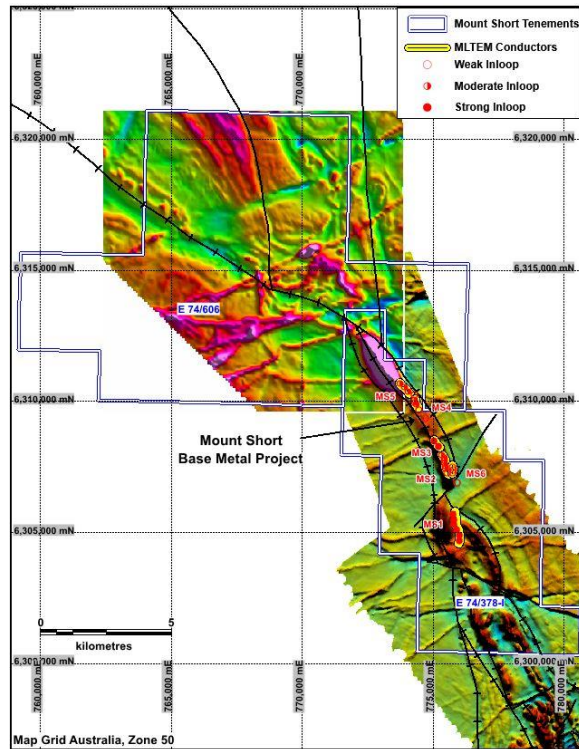 Mount Short Tenements
MLTEM Conductors
Weak Inloop
Moderate Inloop
Strong Inloop
760,000 mE
765,000 mE
770,000 mE
6,320,000 mN
6,320,000 mN
6,315,000 mN
6,315,000 mN
E 74/606
6,310,000 mN
6,310,000 mN
MS5
MS4
Mount Short
Base Metal Project
MS3
MS6
MS2
MS1
6,305,000 mN
6,305,000 mN
E 74/378-I
0
5
kilometres
6,300,000 mN
760,000 mE
765,000 mE
770,000 mE
775,000 mE
780,000 mE
Map Grid Australia, Zone 50